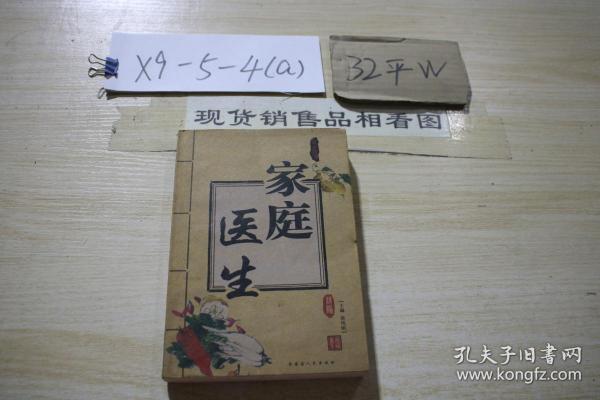 X9-5-4(a)
32平W
现货销售品相看图
家庭
医生
孔夫子旧书网
www.kongfz.com